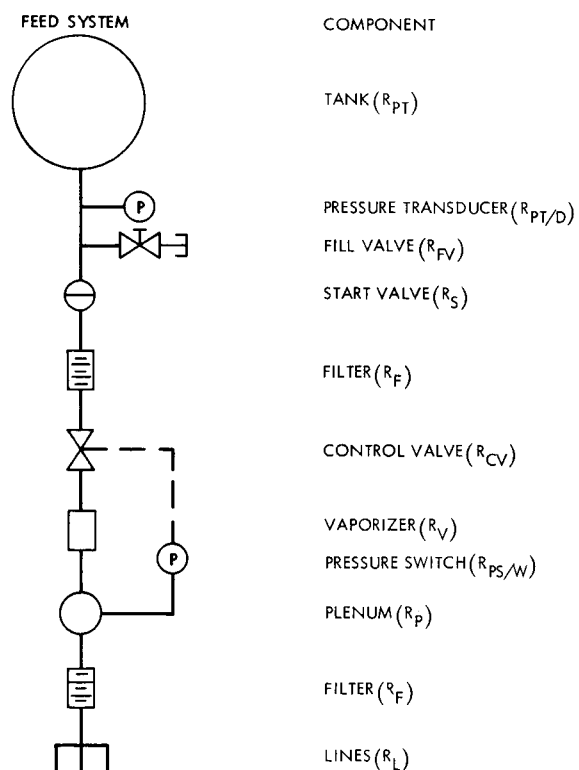 FEED SYSTEM COMPONENT
TANK (R_PT)
P PRESSURE TRANSDUCER (R_PT/D)
FILL VALVE (R_FV)
START VALVE (R_S)
FILTER (R_F)
CONTROL VALVE (R_CV)
VAPORIZER (R_V)
P PRESSURE SWITCH (R_PS/W)
PLENUM (R_P)
FILTER (R_F)
LINES (R_L)